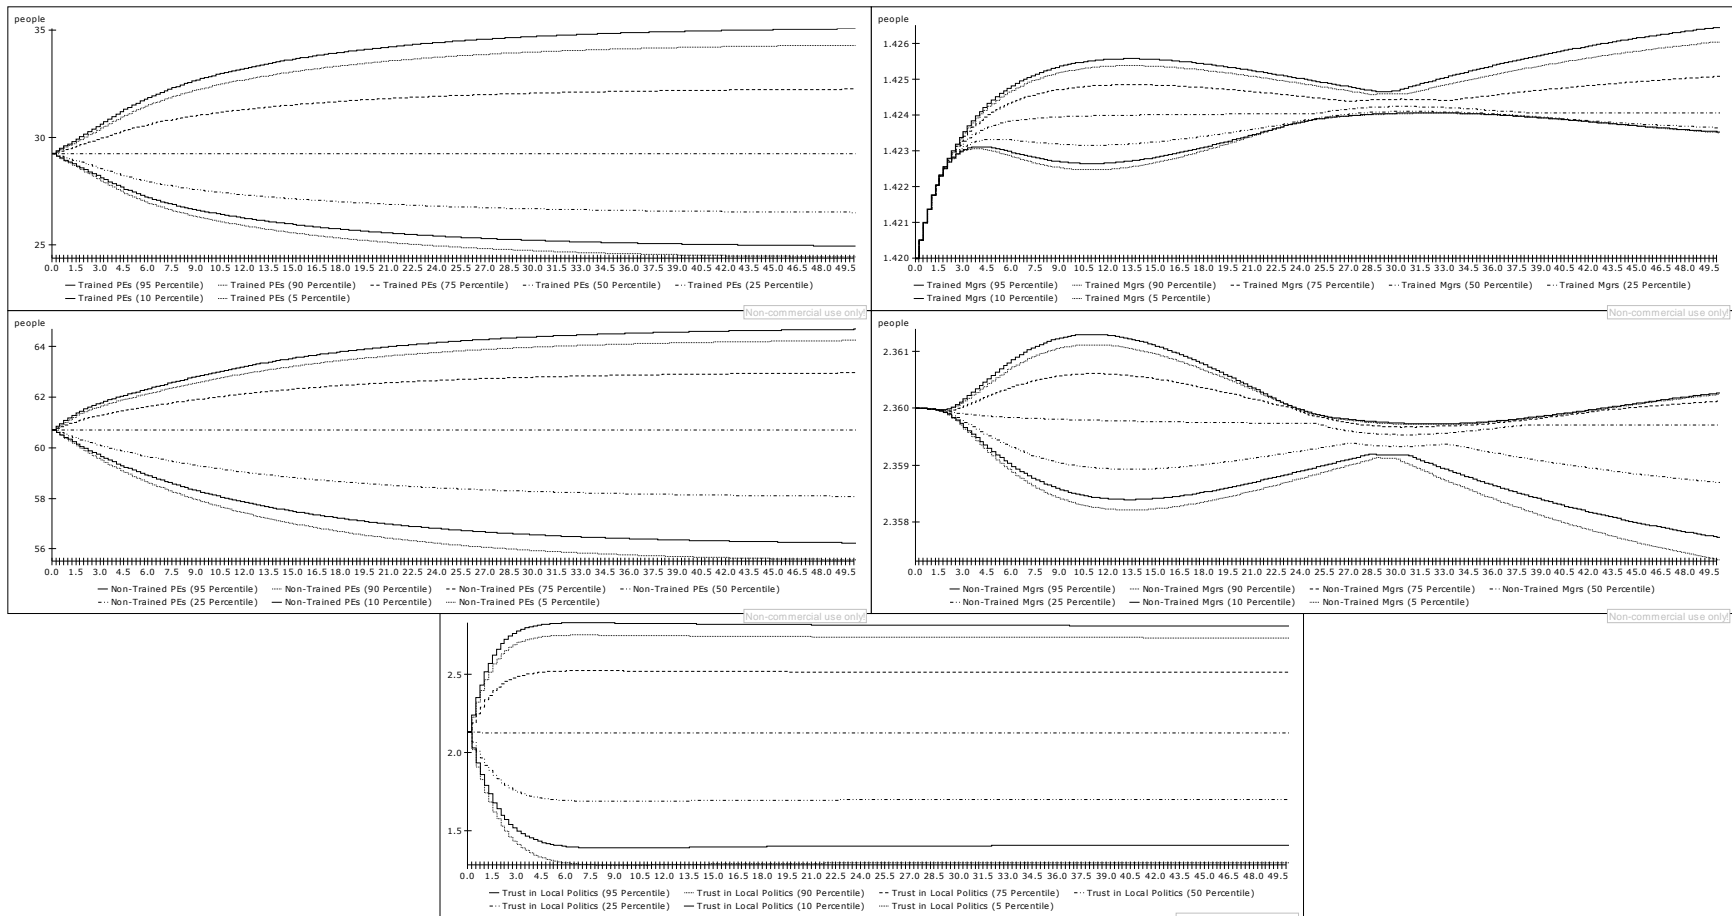 people
35
30
25
0.0 1.5 3.0 4.5 6.0 7.5 9.0 10.5 12.0 13.5 15.0 16.5 18.0 19.5 21.0 22.5 24.0 25.5 27.0 28.5 30.0 31.5 33.0 34.5 36.0 37.5 39.0 40.5 42.0 43.5 45.0 46.5 48.0 49.5
Trained PEs (95 Percentile) Trained PEs (90 Percentile) Trained PEs (75 Percentile) Trained PEs (50 Percentile) Trained PEs (25 Percentile)
Trained PEs (10 Percentile) Trained PEs (5 Percentile)
Non-commercial use only!
people
1.426
1.425
1.424
1.423
1.422
1.421
1.420
0.0 1.5 3.0 4.5 6.0 7.5 9.0 10.5 12.0 13.5 15.0 16.5 18.0 19.5 21.0 22.5 24.0 25.5 27.0 28.5 30.0 31.5 33.0 34.5 36.0 37.5 39.0 40.5 42.0 43.5 45.0 46.5 48.0 49.5
Trained Mgrs (95 Percentile) Trained Mgrs (90 Percentile) Trained Mgrs (75 Percentile) Trained Mgrs (50 Percentile) Trained Mgrs (25 Percentile)
Trained Mgrs (10 Percentile) Trained Mgrs (5 Percentile)
Non-commercial use only!
people
64
62
60
58
56
0.0 1.5 3.0 4.5 6.0 7.5 9.0 10.5 12.0 13.5 15.0 16.5 18.0 19.5 21.0 22.5 24.0 25.5 27.0 28.5 30.0 31.5 33.0 34.5 36.0 37.5 39.0 40.5 42.0 43.5 45.0 46.5 48.0 49.5
Non-Trained PEs (95 Percentile) Non-Trained PEs (90 Percentile) Non-Trained PEs (75 Percentile) Non-Trained PEs (50 Percentile)
Non-Trained PEs (25 Percentile) Non-Trained PEs (10 Percentile) Non-Trained PEs (5 Percentile)
Non-commercial use only!
people
2.361
2.360
2.359
2.358
0.0 1.5 3.0 4.5 6.0 7.5 9.0 10.5 12.0 13.5 15.0 16.5 18.0 19.5 21.0 22.5 24.0 25.5 27.0 28.5 30.0 31.5 33.0 34.5 36.0 37.5 39.0 40.5 42.0 43.5 45.0 46.5 48.0 49.5
Non-Trained Mgrs (95 Percentile) Non-Trained Mgrs (90 Percentile) Non-Trained Mgrs (75 Percentile) Non-Trained Mgrs (50 Percentile)
Non-Trained Mgrs (25 Percentile) Non-Trained Mgrs (10 Percentile) Non-Trained Mgrs (5 Percentile)
Non-commercial use only!
2.5
2.0
1.5
0.0 1.5 3.0 4.5 6.0 7.5 9.0 10.5 12.0 13.5 15.0 16.5 18.0 19.5 21.0 22.5 24.0 25.5 27.0 28.5 30.0 31.5 33.0 34.5 36.0 37.5 39.0 40.5 42.0 43.5 45.0 46.5 48.0 49.5
Trust in Local Politics (95 Percentile) Trust in Local Politics (90 Percentile) Trust in Local Politics (75 Percentile) Trust in Local Politics (50 Percentile)
Trust in Local Politics (25 Percentile) Trust in Local Politics (10 Percentile) Trust in Local Politics (5 Percentile)